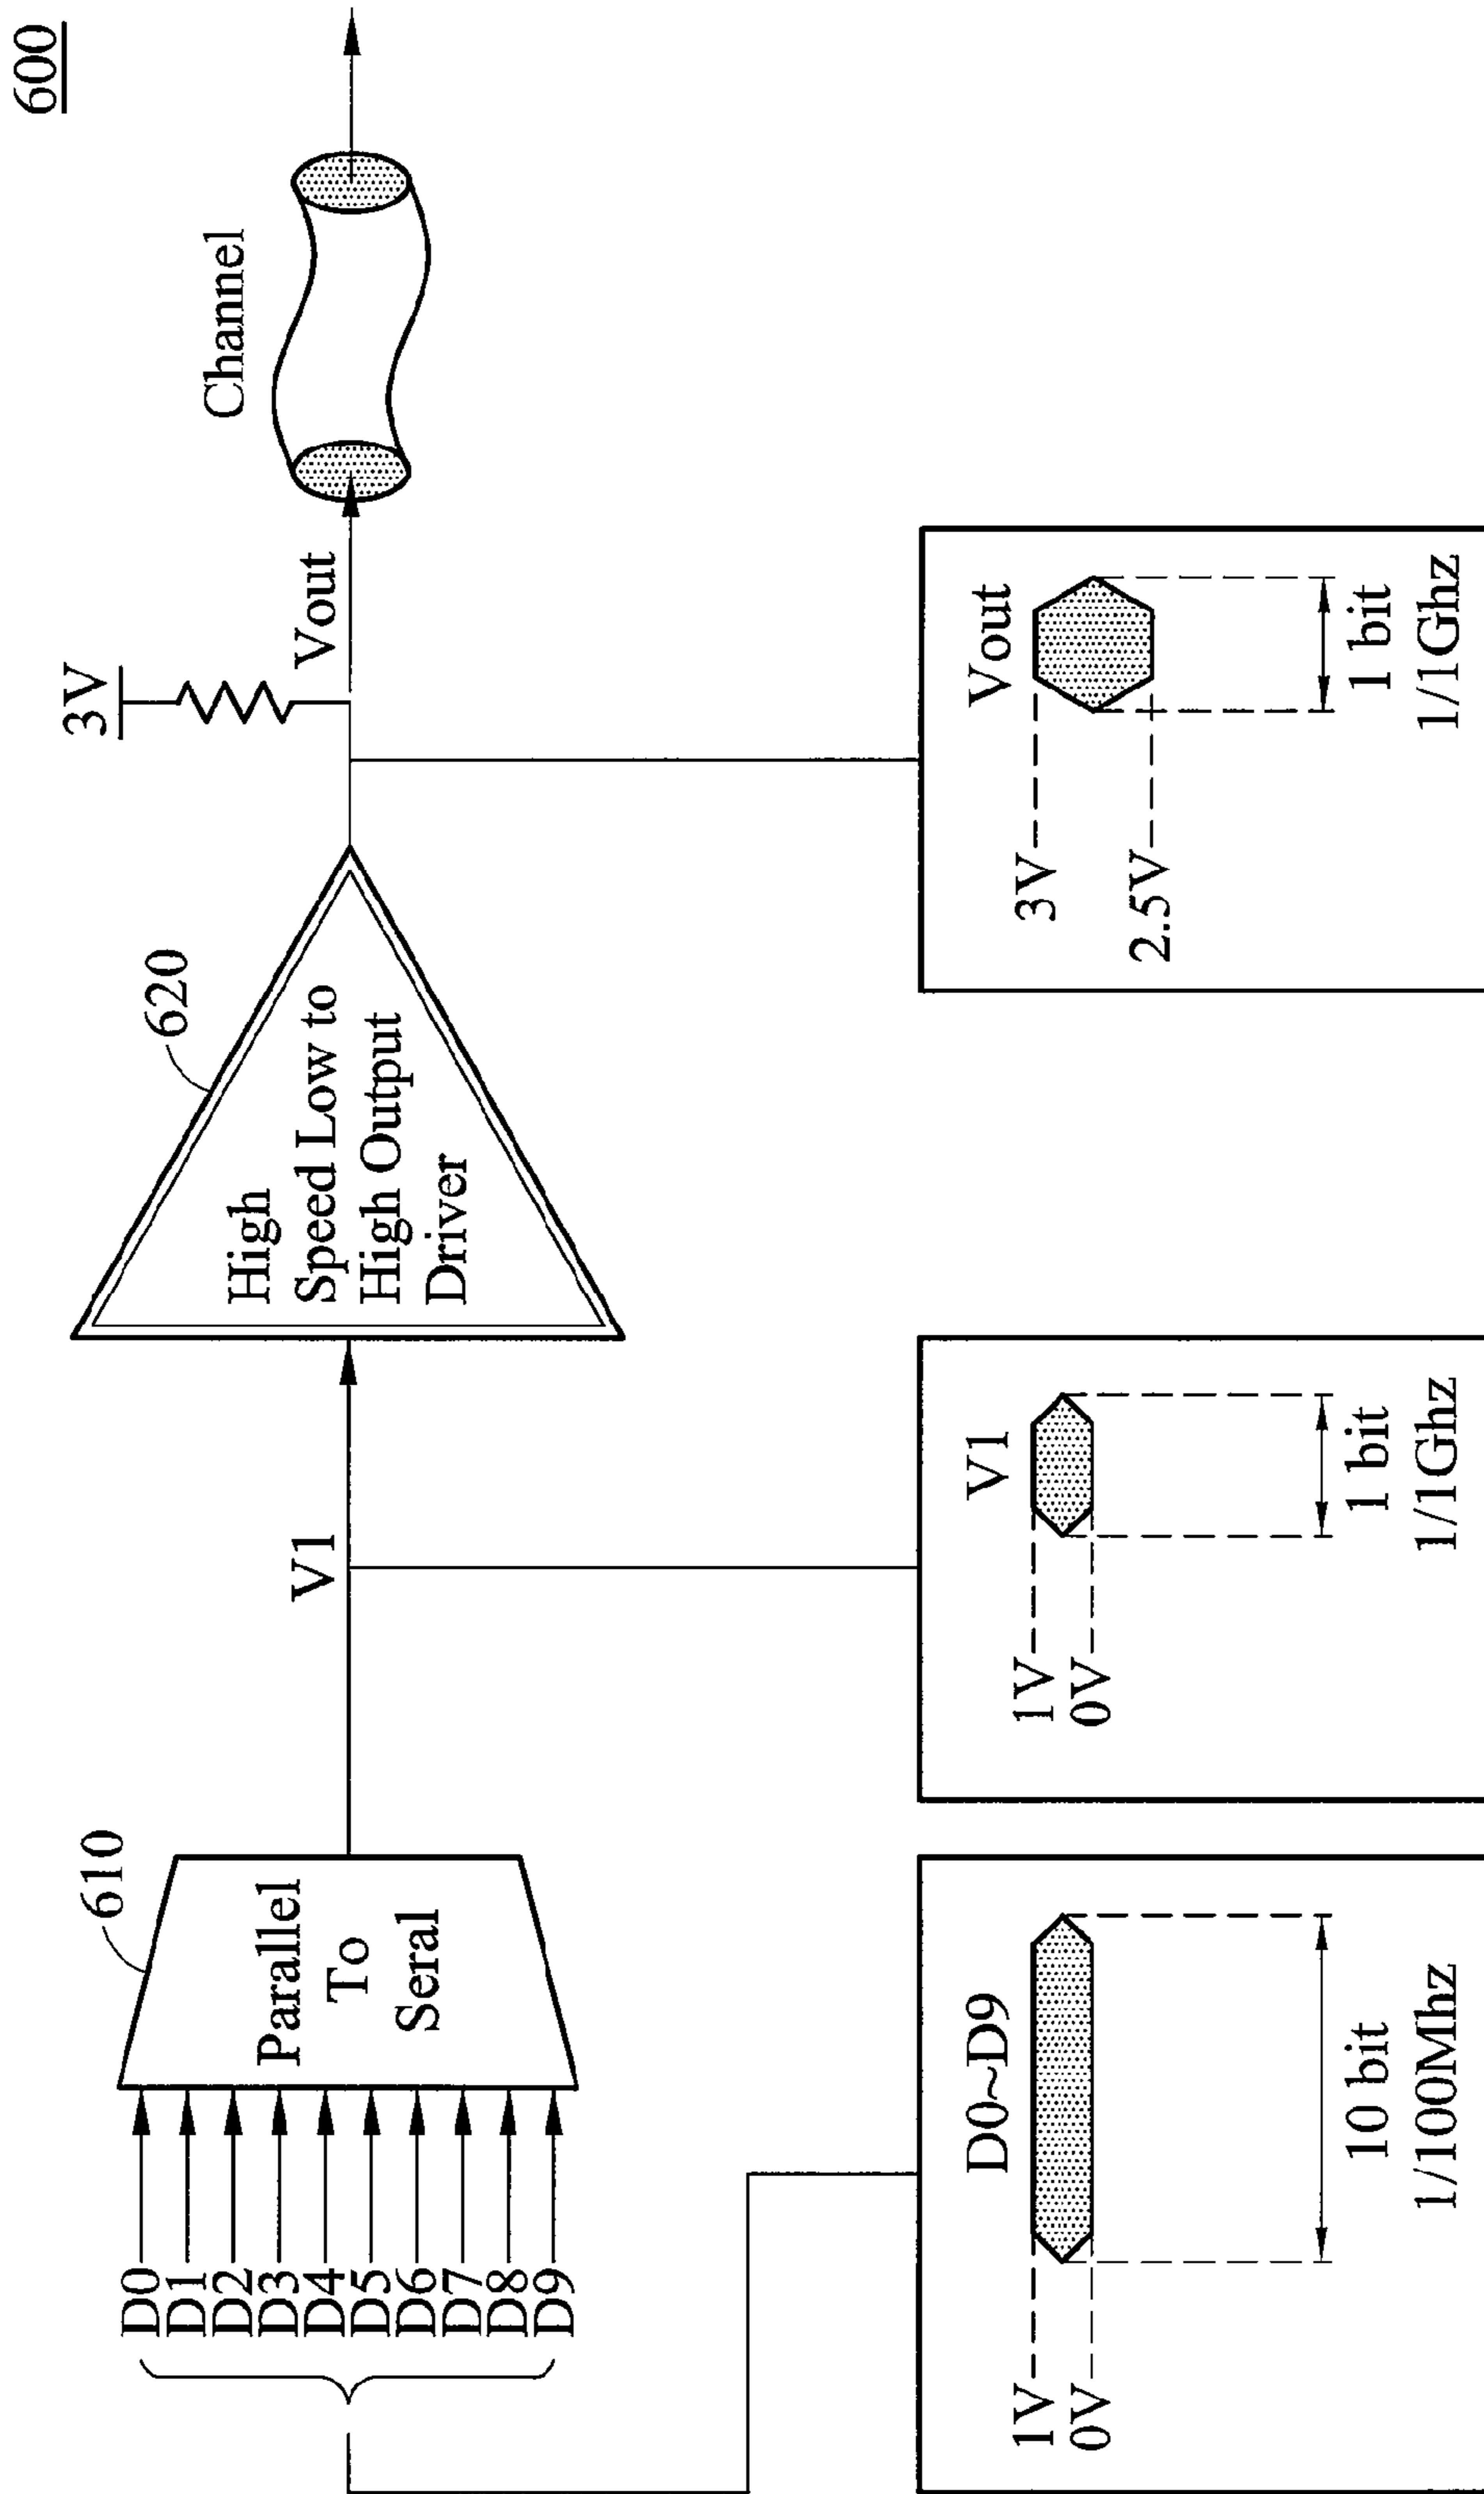 600
D0
D1
D2
D3
D4
D5
D6
D7
D8
D9
610
Parallel
To
Seral
V1
620
High
Speed Low to
High Output
Driver
3V
Vout
Channel
D0~D9
1V
0V
10 bit
1/100Mhz
V1
1V
0V
1 bit
1/1Ghz
Vout
3V
2.5V
1 bit
1/1Ghz